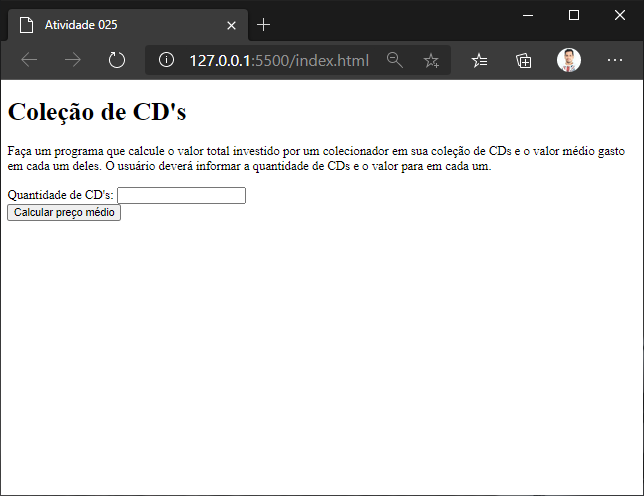 Atividade 025
127.0.0.1:5500/index.html
Coleção de CD's
Faça um programa que calcule o valor total investido por um colecionador em sua coleção de CDs e o valor médio gasto
em cada um deles. O usuário deverá informar a quantidade de CDs e o valor para em cada um.
Quantidade de CD's:
Calcular preço médio